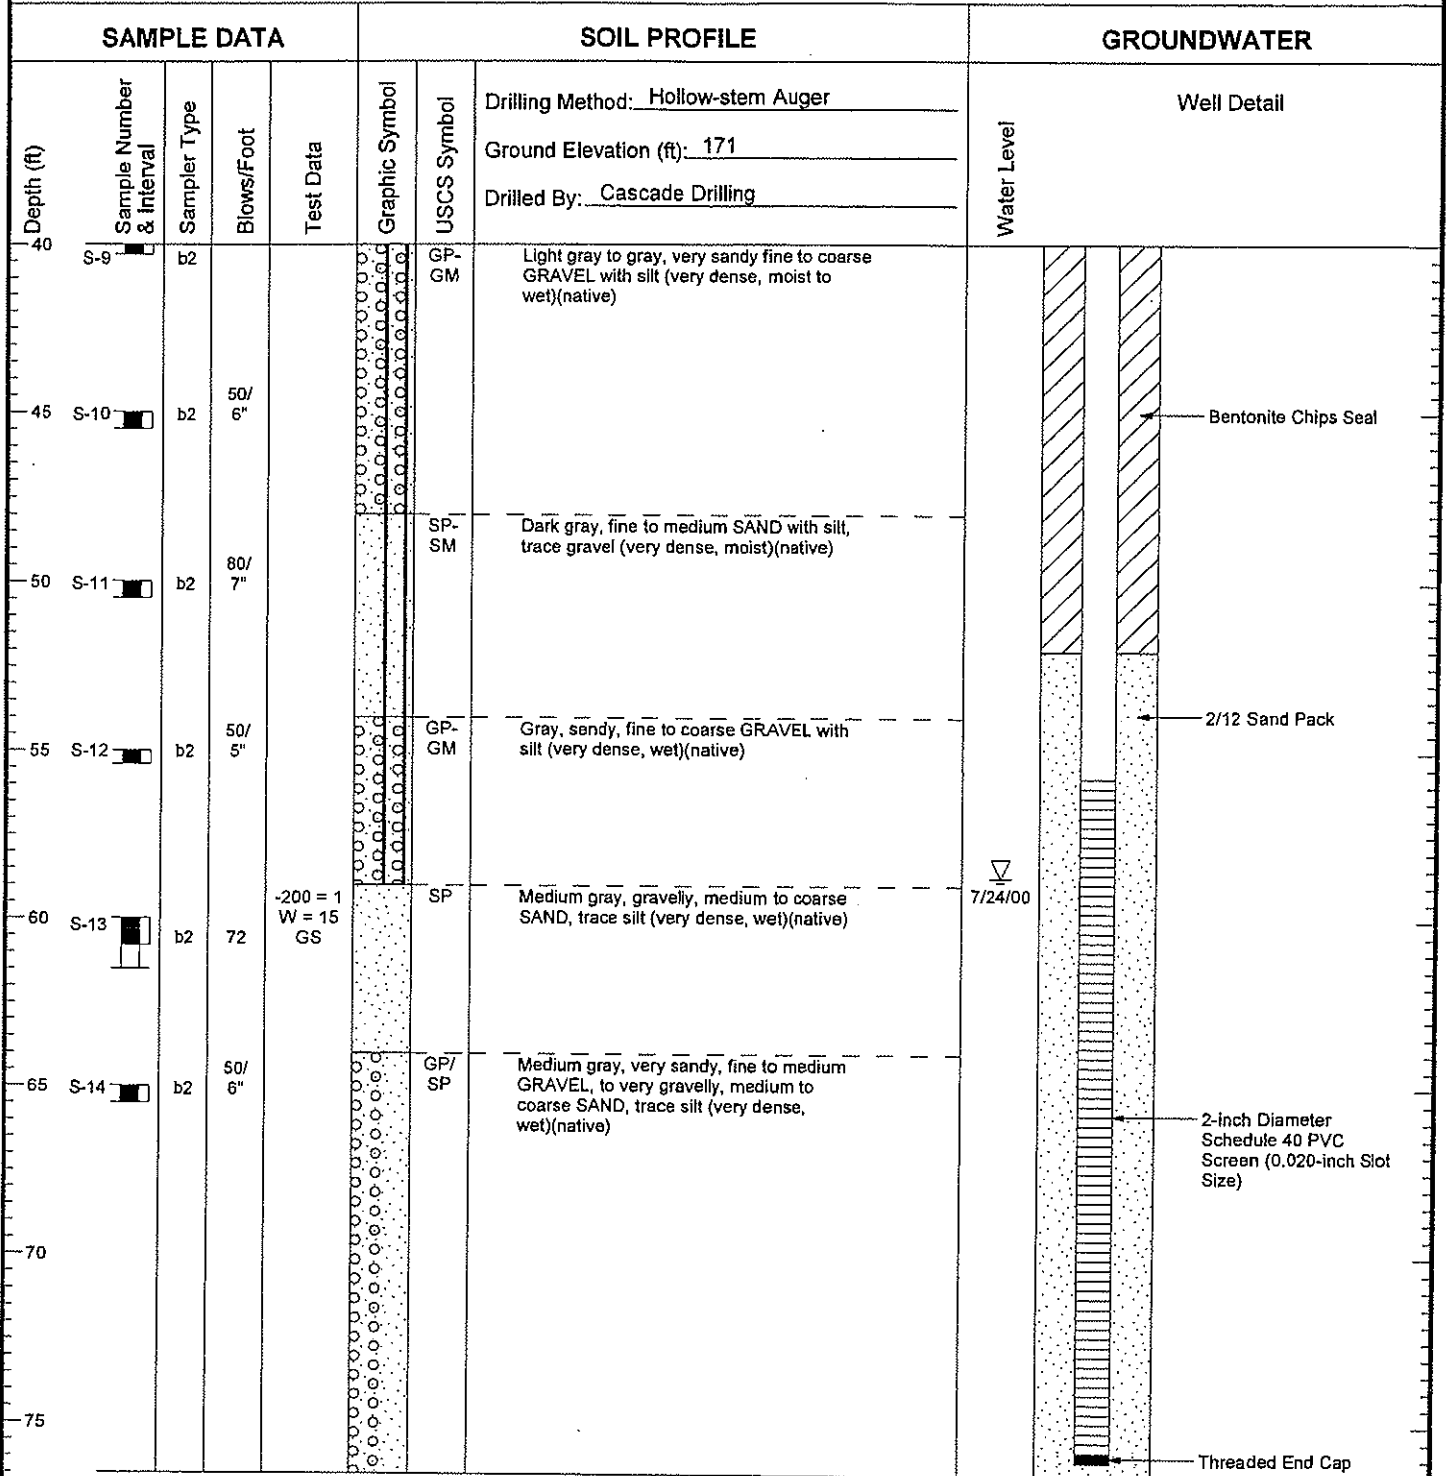 SAMPLE DATA
SOIL PROFILE
GROUNDWATER
Depth (ft)
Sample Number
& Interval
Sampler Type
Blows/Foot
Test Data
Graphic Symbol
USCS Symbol
Drilling Method: Hollow-stem Auger
Ground Elevation (ft): 171
Drilled By: Cascade Drilling
Water Level
Well Detail
40
S-9
b2
GP-
GM
Light gray to gray, very sandy fine to coarse
GRAVEL with silt (very dense, moist to
wet)(native)
45
S-10
b2
50/
6"
Bentonite Chips Seal
SP-
SM
Dark gray, fine to medium SAND with silt,
trace gravel (very dense, moist)(native)
50
S-11
b2
80/
7"
GP-
GM
Gray, sandy, fine to coarse GRAVEL with
silt (very dense, wet)(native)
2/12 Sand Pack
55
S-12
b2
50/
5"
7/24/00
60
S-13
b2
72
-200 = 1
W = 15
GS
SP
Medium gray, gravelly, medium to coarse
SAND, trace silt (very dense, wet)(native)
65
S-14
b2
50/
6"
GP/
SP
Medium gray, very sandy, fine to medium
GRAVEL, to very gravelly, medium to
coarse SAND, trace silt (very dense,
wet)(native)
2-inch Diameter
Schedule 40 PVC
Screen (0.020-inch Slot
Size)
70
75
Threaded End Cap